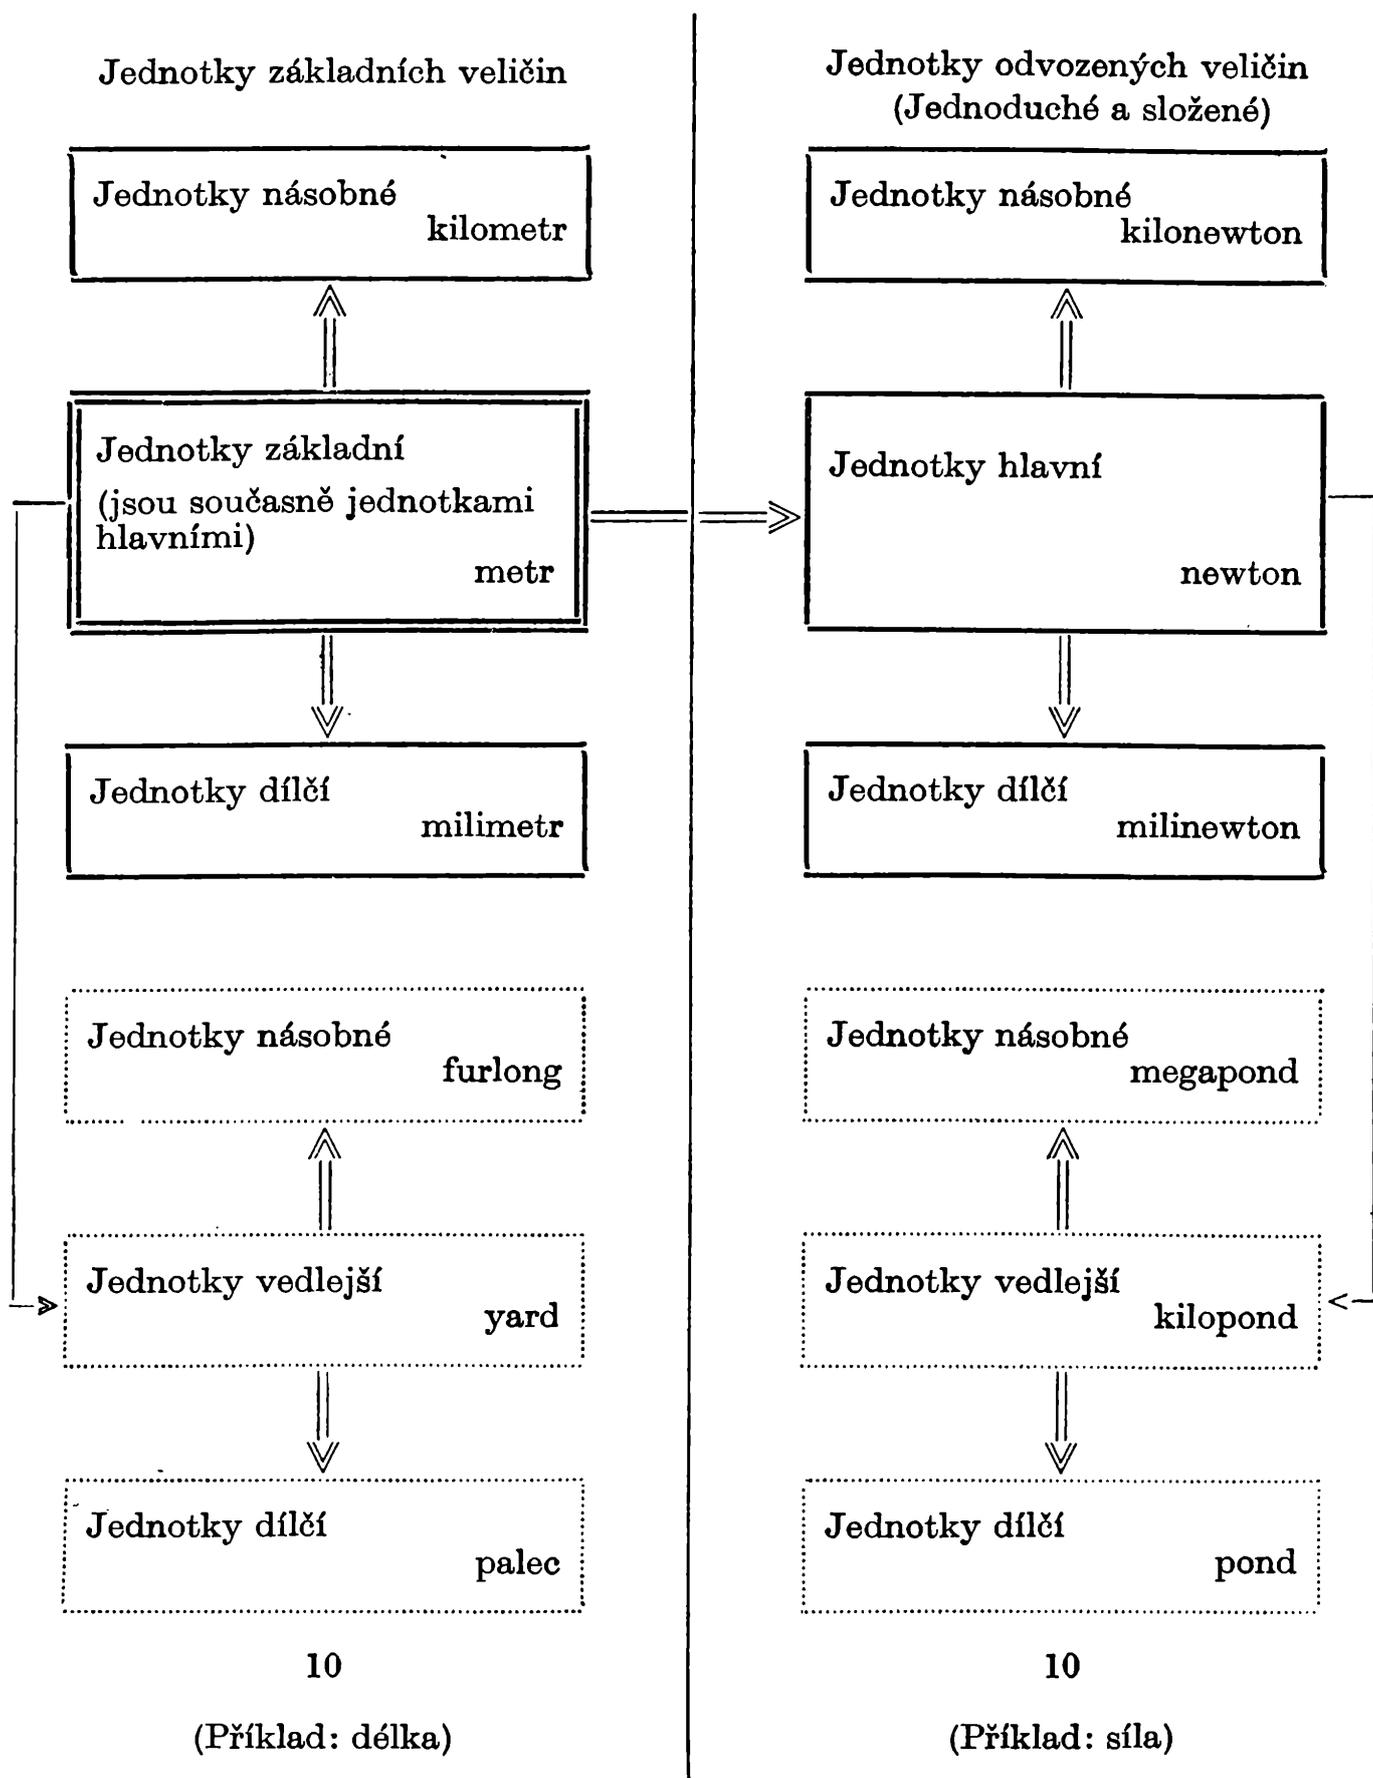 Jednotky základních veličin
Jednotky násobné
kilometr
Jednotky základní
(jsou současně jednotkami
hlavními)
metr
Jednotky dílčí
milimetr
Jednotky násobné
furlong
Jednotky vedlejší
yard
Jednotky dílčí
palec
10
(Příklad: délka)
Jednotky odvozených veličin
(Jednoduché a složené)
Jednotky násobné
kilonewton
Jednotky hlavní
newton
Jednotky dílčí
milinewton
Jednotky násobné
megapond
Jednotky vedlejší
kilopond
Jednotky dílčí
pond
10
(Příklad: síla)